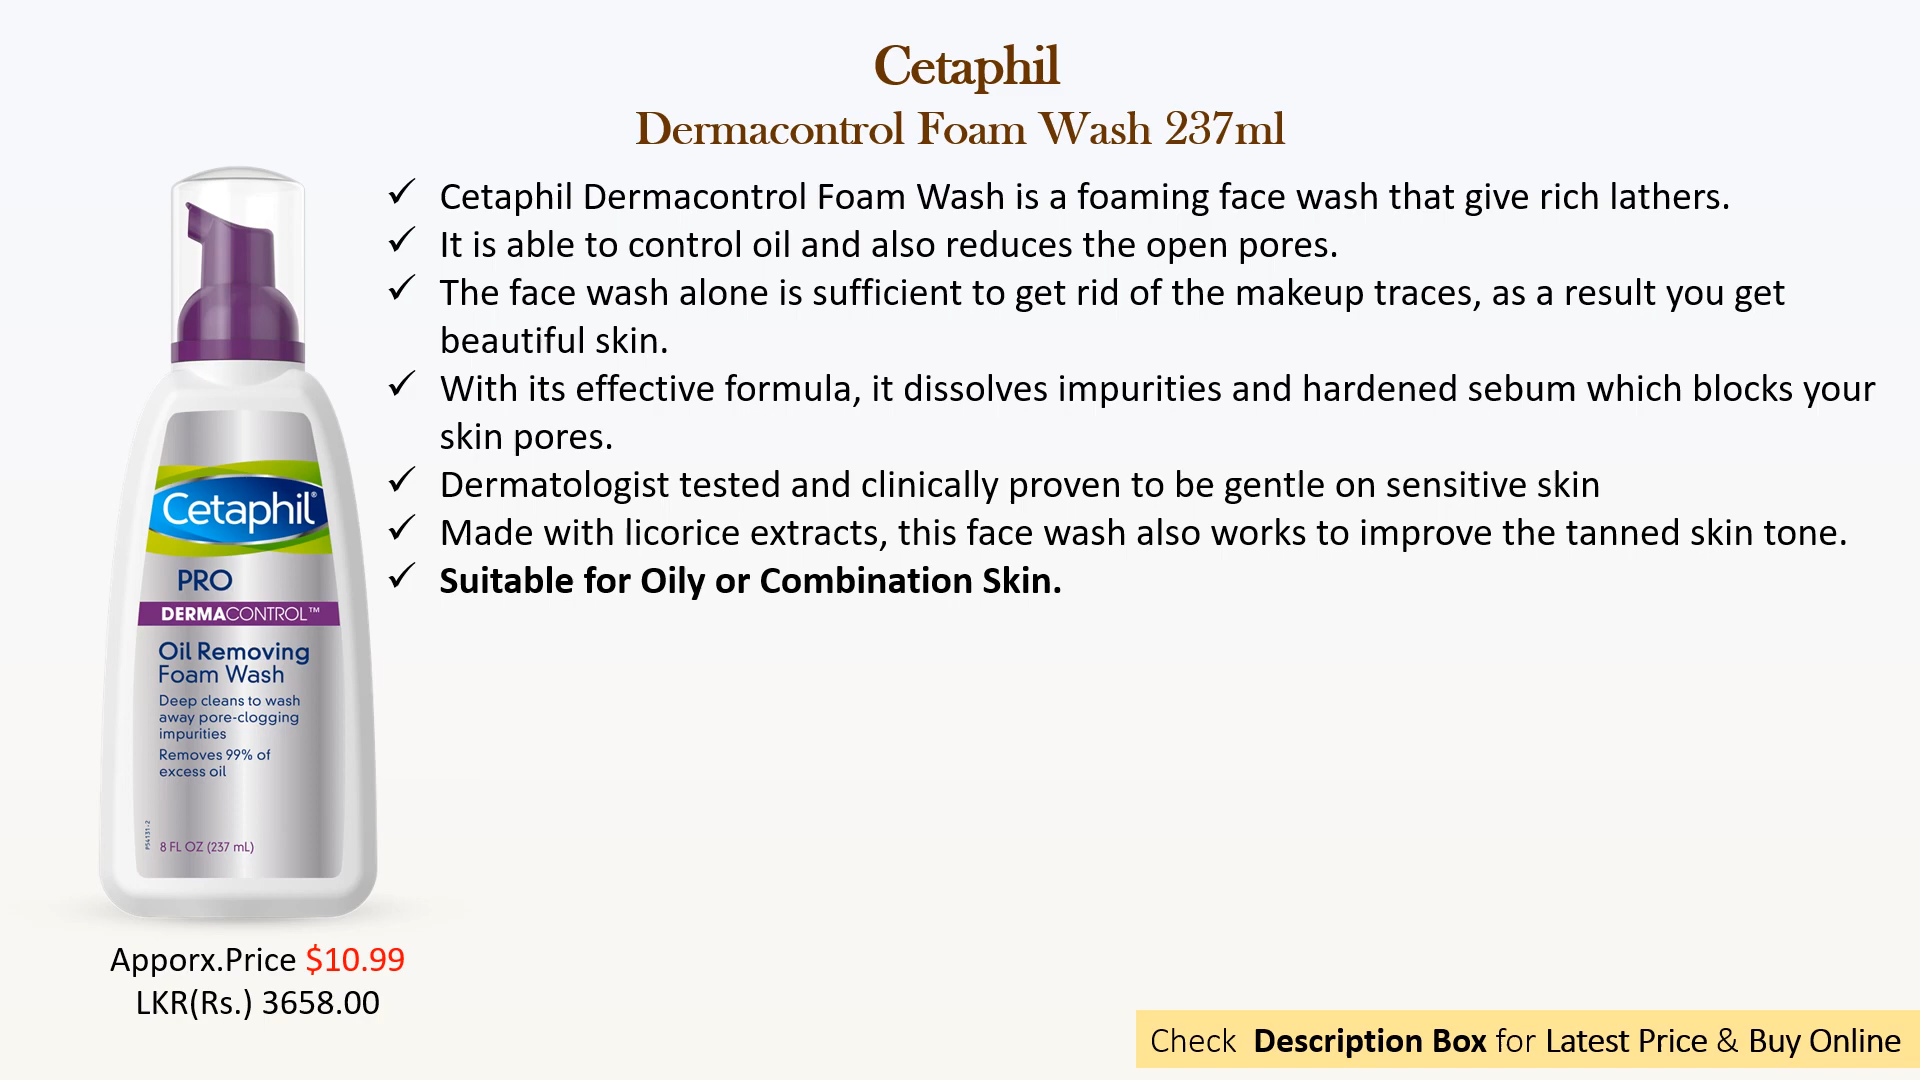 Cetaphil
Dermacontrol Foam Wash 237ml
✓ Cetaphil Dermacontrol Foam Wash is a foaming face wash that give rich lathers.
✓ It is able to control oil and also reduces the open pores.
✓ The face wash alone is sufficient to get rid of the makeup traces, as a result you get
beautiful skin.
✓ With its effective formula, it dissolves impurities and hardened sebum which blocks your
skin pores.
✓ Dermatologist tested and clinically proven to be gentle on sensitive skin
✓ Made with licorice extracts, this face wash also works to improve the tanned skin tone.
✓ Suitable for Oily or Combination Skin.
Cetaphil®
PRO
DERMACONTROL™
Oil Removing
Foam Wash
Deep cleans to wash
away pore-clogging
impurities
Removes 99% of
excess oil
P54131-2
8 FL OZ (237 mL)
Apporx.Price $10.99
LKR(Rs.) 3658.00
Check Description Box for Latest Price & Buy Online